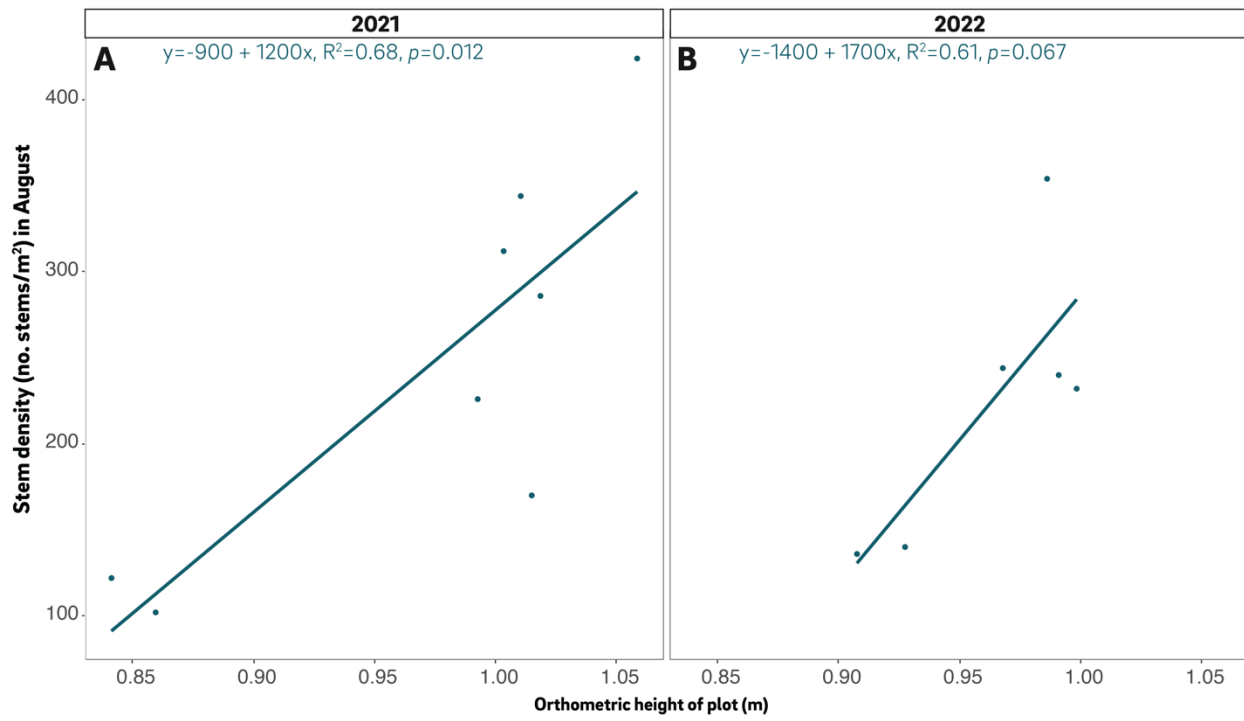 2021
2022
A
y=-900 + 1200x, R²=0.68, p=0.012
B
y=-1400 + 1700x, R²=0.61, p=0.067
Stem density (no. stems/m²) in August
400
300
200
100
0.85
0.90
0.95
1.00
1.05
0.85
0.90
0.95
1.00
1.05
Orthometric height of plot (m)